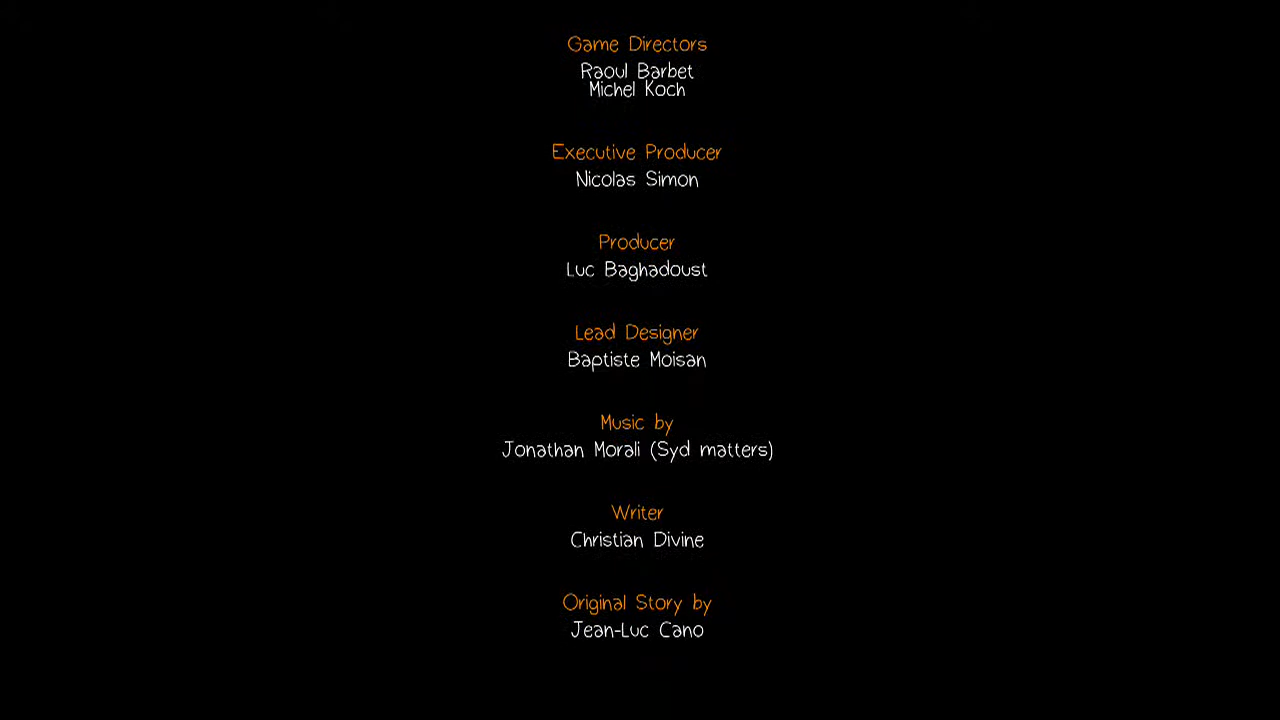 Game Directors
Raoul Barbet
Michel Koch
Executive Producer
Nicolas Simon
Producer
Luc Baghadoust
Lead Designer
Baptiste Moisan
Music by
Jonathan Morali (Syd matters)
Writer
Christian Divine
Original Story by
Jean-Luc Cano